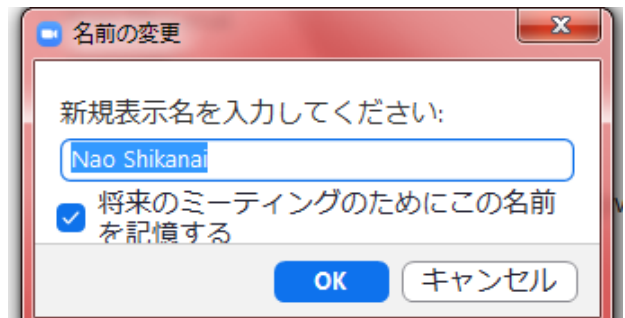 名前の変更
新規表示名を入力してください:
Nao Shikanai
将来のミーティングのためにこの名前
を記憶する
OK キャンセル